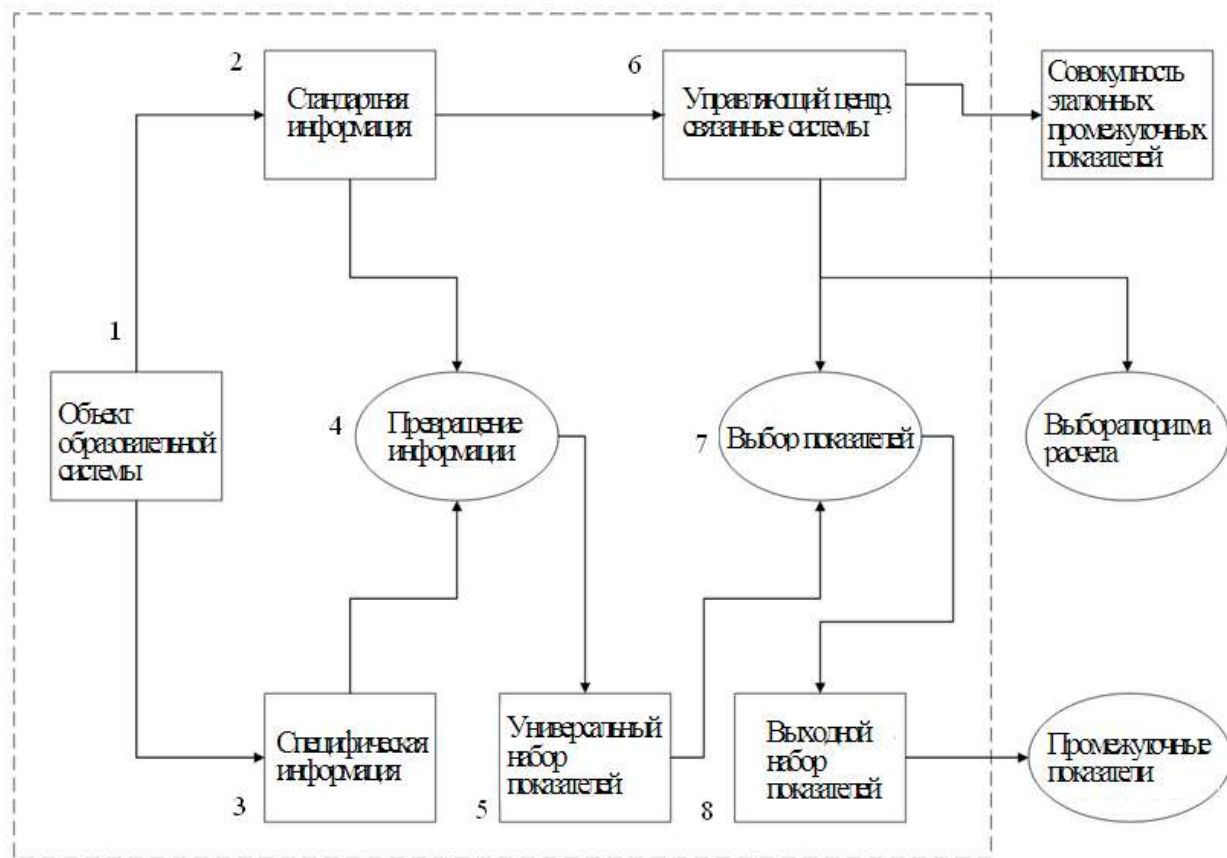 2
Стандартная
информация
6
Управляющий центр,
связанные системы
Совокупность
эталонных
промежуточных
показателей
1
Объект
образовательной
системы
4
Превращение
информации
7
Выбор показателей
Выбор алгоритма
расчета
Специфическая
информация
3
Универсальный
набор
показателей
5
Выходной
набор
показателей
8
Промежуточные
показатели